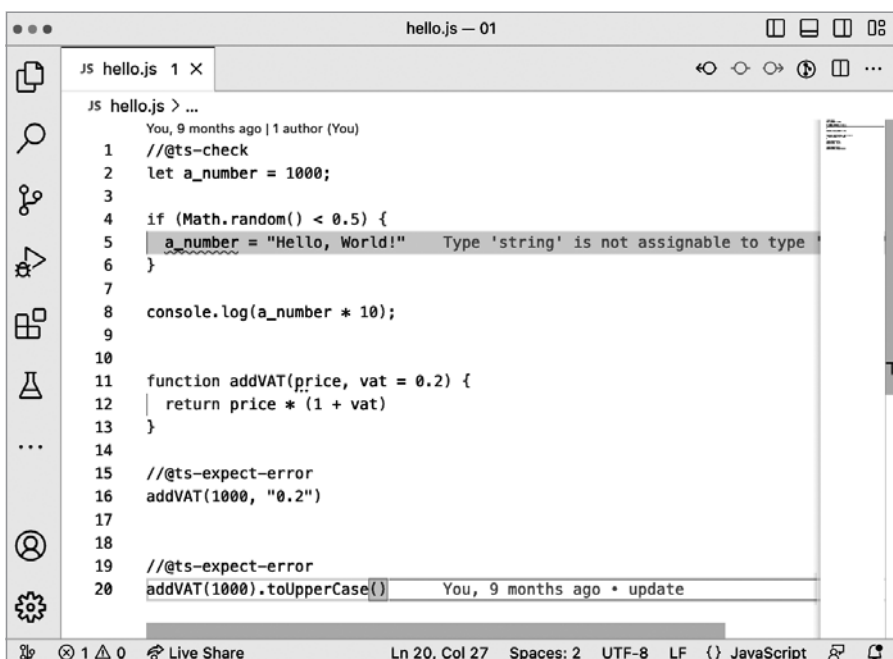 hello.js — 01
JS hello.js 1 ×
JS hello.js > ...
You, 9 months ago | 1 author (You)
1 //@ts-check
2 let a_number = 1000;
3
4 if (Math.random() < 0.5) {
5 a_number = "Hello, World!" Type 'string' is not assignable to type '
6 }
7
8 console.log(a_number * 10);
9
10
11 function addVAT(price, vat = 0.2) {
12 return price * (1 + vat)
13 }
14
15 //@ts-expect-error
16 addVAT(1000, "0.2")
17
18
19 //@ts-expect-error
20 addVAT(1000).toUpperCase() You, 9 months ago • update
1 0 Live Share Ln 20, Col 27 Spaces: 2 UTF-8 LF {} JavaScript